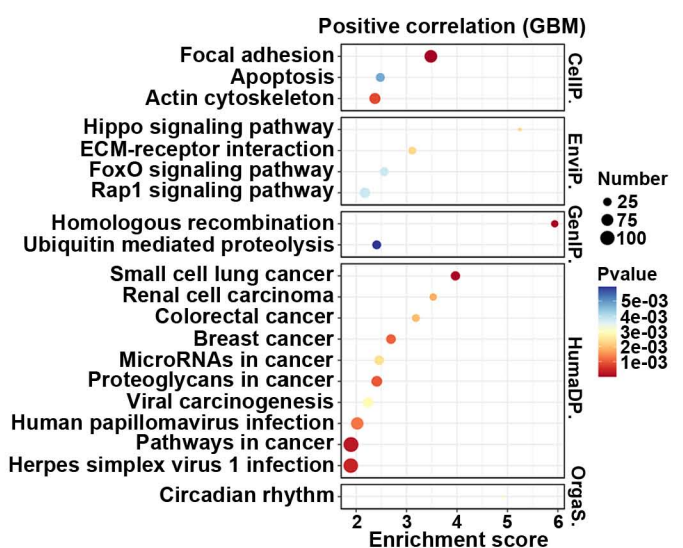 Positive correlation (GBM)
Focal adhesion
Apoptosis
Actin cytoskeleton
CellP.
Hippo signaling pathway
ECM-receptor interaction
FoxO signaling pathway
Rap1 signaling pathway
EnviP.
Homologous recombination
Ubiquitin mediated proteolysis
GenIP.
Small cell lung cancer
Renal cell carcinoma
Colorectal cancer
Breast cancer
MicroRNAs in cancer
Proteoglycans in cancer
Viral carcinogenesis
Human papillomavirus infection
Pathways in cancer
Herpes simplex virus 1 infection
HumaDP.
Circadian rhythm
OrgaS.
2 3 4 5 6
Enrichment score
Number
25
75
100
Pvalue
5e-03
4e-03
3e-03
2e-03
1e-03